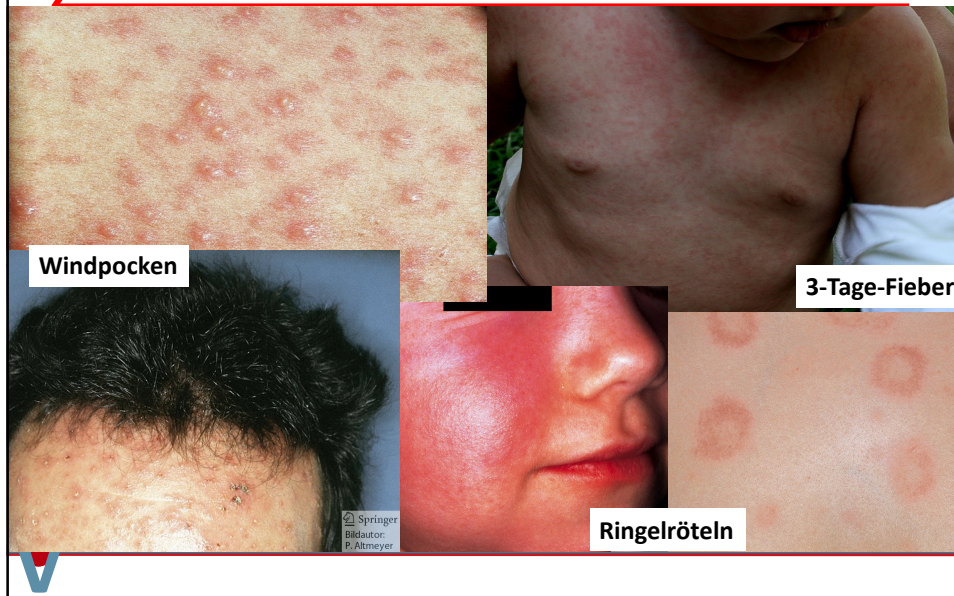 Windpocken
3-Tage-Fieber
Springer
Bildautor:
P. Altmeyer
Ringelröteln